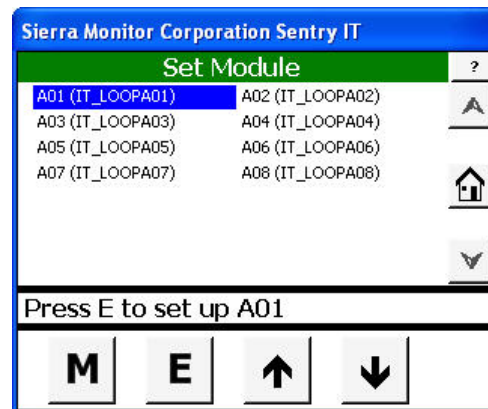 Sierra Monitor Corporation Sentry IT
Set Module
?
A01 (IT_LOOPA01) A02 (IT_LOOPA02)
A03 (IT_LOOPA03) A04 (IT_LOOPA04)
A05 (IT_LOOPA05) A06 (IT_LOOPA06)
A07 (IT_LOOPA07) A08 (IT_LOOPA08)
Press E to set up A01
M E